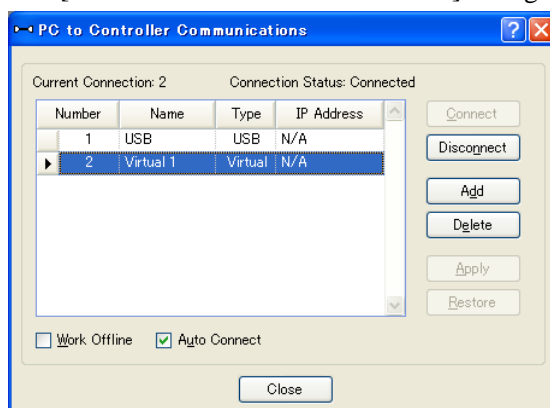 PC to Controller Communications
Current Connection: 2 Connection Status: Connected
Number Name Type IP Address
1 USB USB N/A
2 Virtual 1 Virtual N/A
Connect
Disconnect
Add
Delete
Apply
Restore
Work Offline Auto Connect
Close